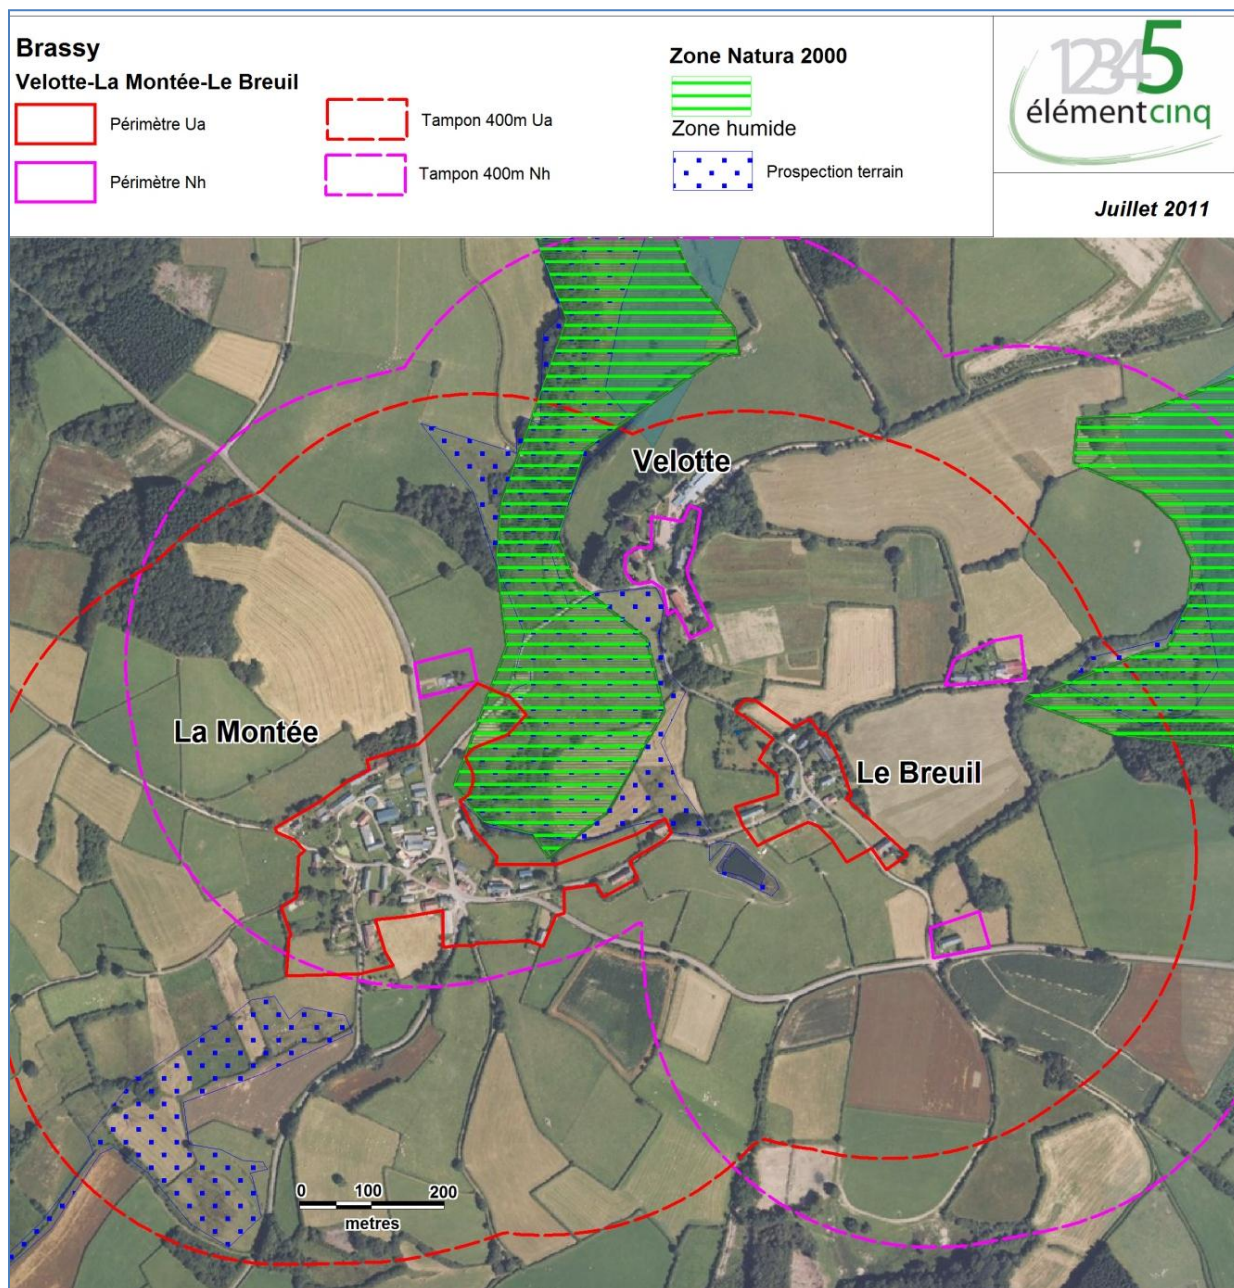 Brassy
Velotte-La Montée-Le Breuil
Périmètre Ua
Périmètre Nh
Tampon 400m Ua
Tampon 400m Nh
Zone Natura 2000
Zone humide
Prospection terrain
12345
élémentcinq
Juillet 2011
Velotte
La Montée
Le Breuil
0 100 200
metres